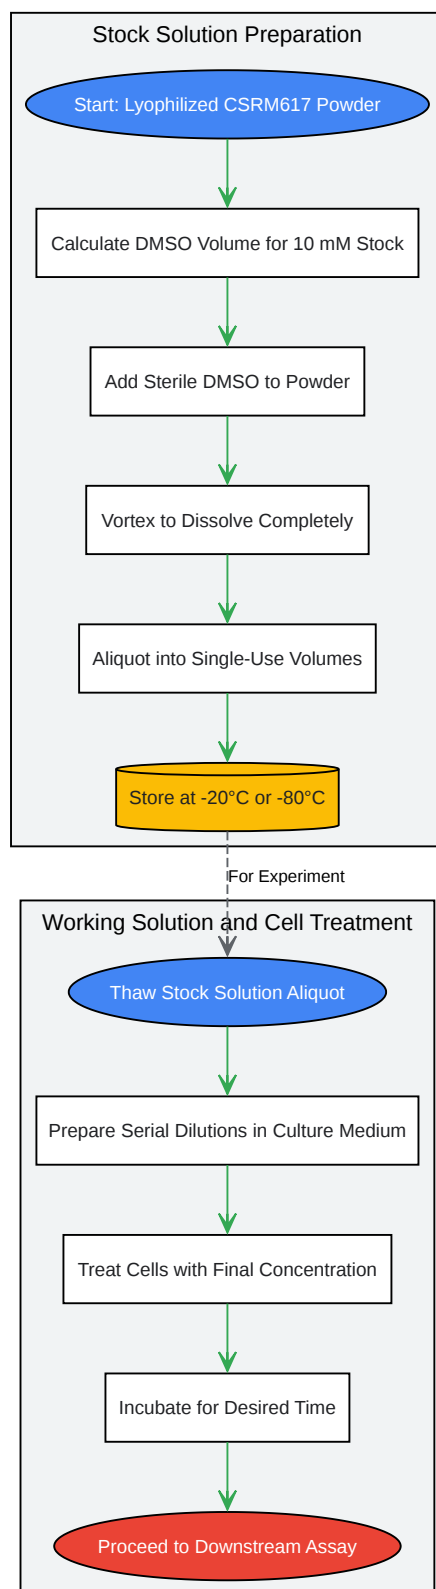 Stock Solution Preparation
Start: Lyophilized CSRM617 Powder
Calculate DMSO Volume for 10 mM Stock
Add Sterile DMSO to Powder
Vortex to Dissolve Completely
Aliquot into Single-Use Volumes
Store at -20°C or -80°C
For Experiment
Working Solution and Cell Treatment
Thaw Stock Solution Aliquot
Prepare Serial Dilutions in Culture Medium
Treat Cells with Final Concentration
Incubate for Desired Time
Proceed to Downstream Assay